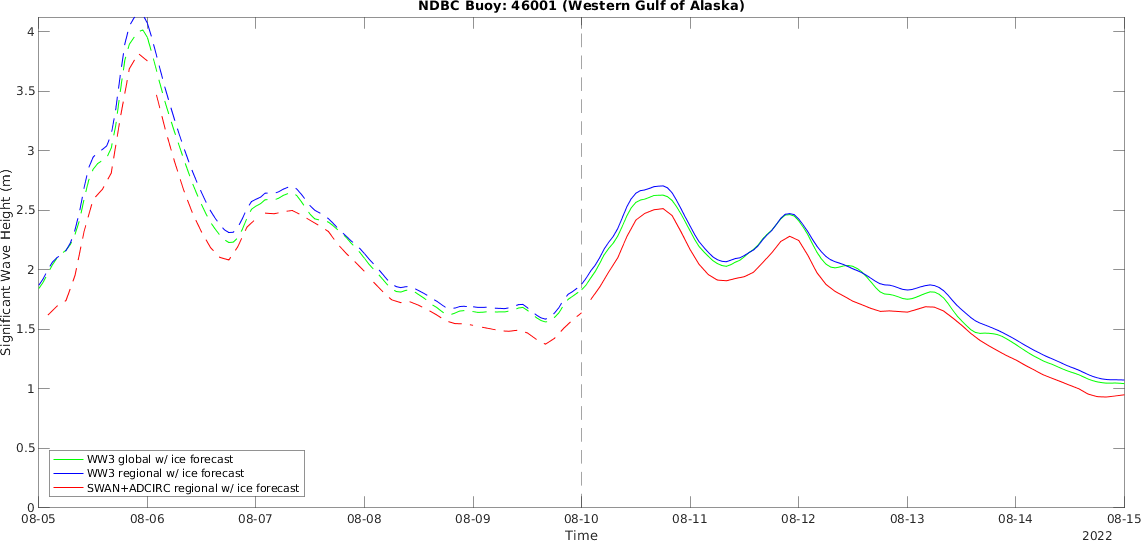 NDBC Buoy: 46001 (Western Gulf of Alaska)
Significant Wave Height (m)
4
3.5
3
2.5
2
1.5
1
0.5
0
WW3 global w/ ice forecast
WW3 regional w/ ice forecast
SWAN+ADCIRC regional w/ ice forecast
08-05 08-06 08-07 08-08 08-09 08-10 08-11 08-12 08-13 08-14 08-15
Time
2022